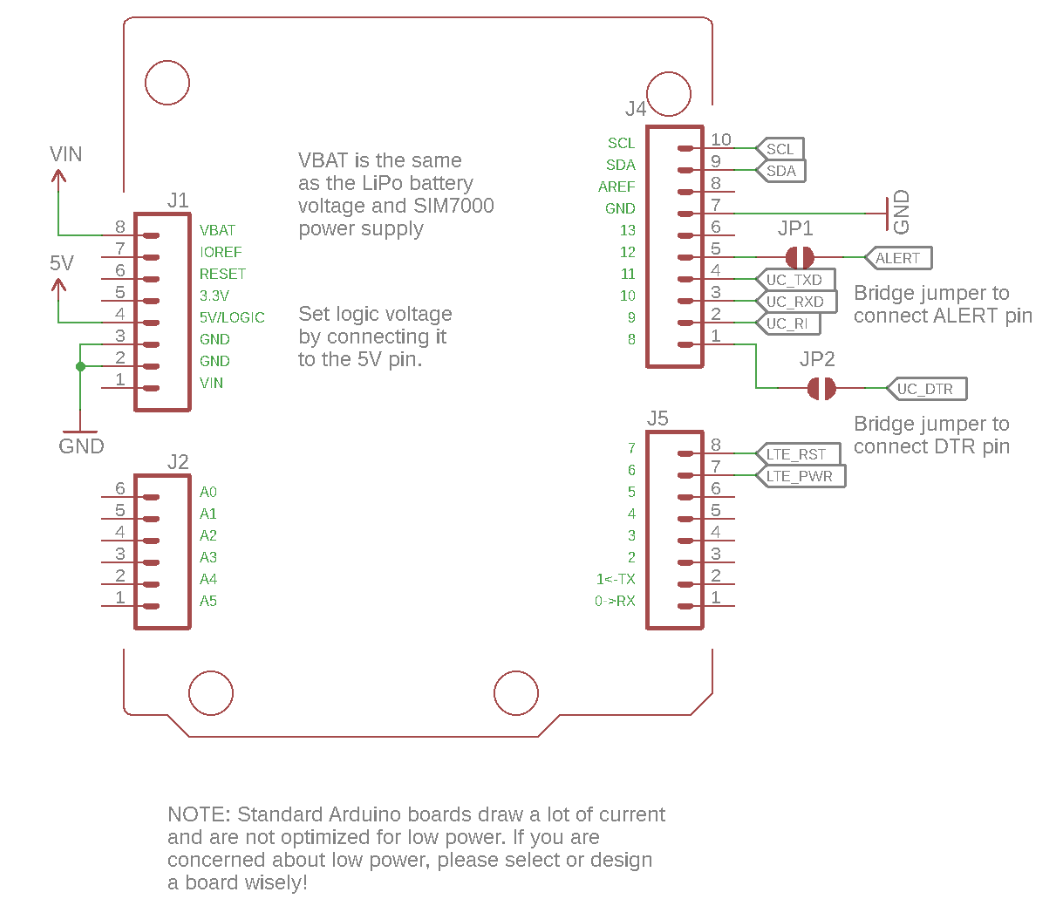 VIN
5V
GND
J1
8 VBAT
7 IOREF
6 RESET
5 3.3V
4 5V/LOGIC
3 GND
2 GND
1 VIN
J2
6 A0
5 A1
4 A2
3 A3
2 A4
1 A5
VBAT is the same
as the LiPo battery
voltage and SIM7000
power supply
Set logic voltage
by connecting it
to the 5V pin.
J4
SCL 10 SCL
SDA 9 SDA
AREF 8
GND 7 GND
13 6
JP1
12 5 ALERT
11 4 UC_TXD
10 3 UC_RXD
9 2 UC_RI
8 1
Bridge jumper to
connect ALERT pin
JP2
UC_DTR
Bridge jumper to
connect DTR pin
J5
7 8 LTE_RST
6 7 LTE_PWR
5 6
4 5
3 4
2 3
1<-TX 2
0->RX 1
NOTE: Standard Arduino boards draw a lot of current
and are not optimized for low power. If you are
concerned about low power, please select or design
a board wisely!